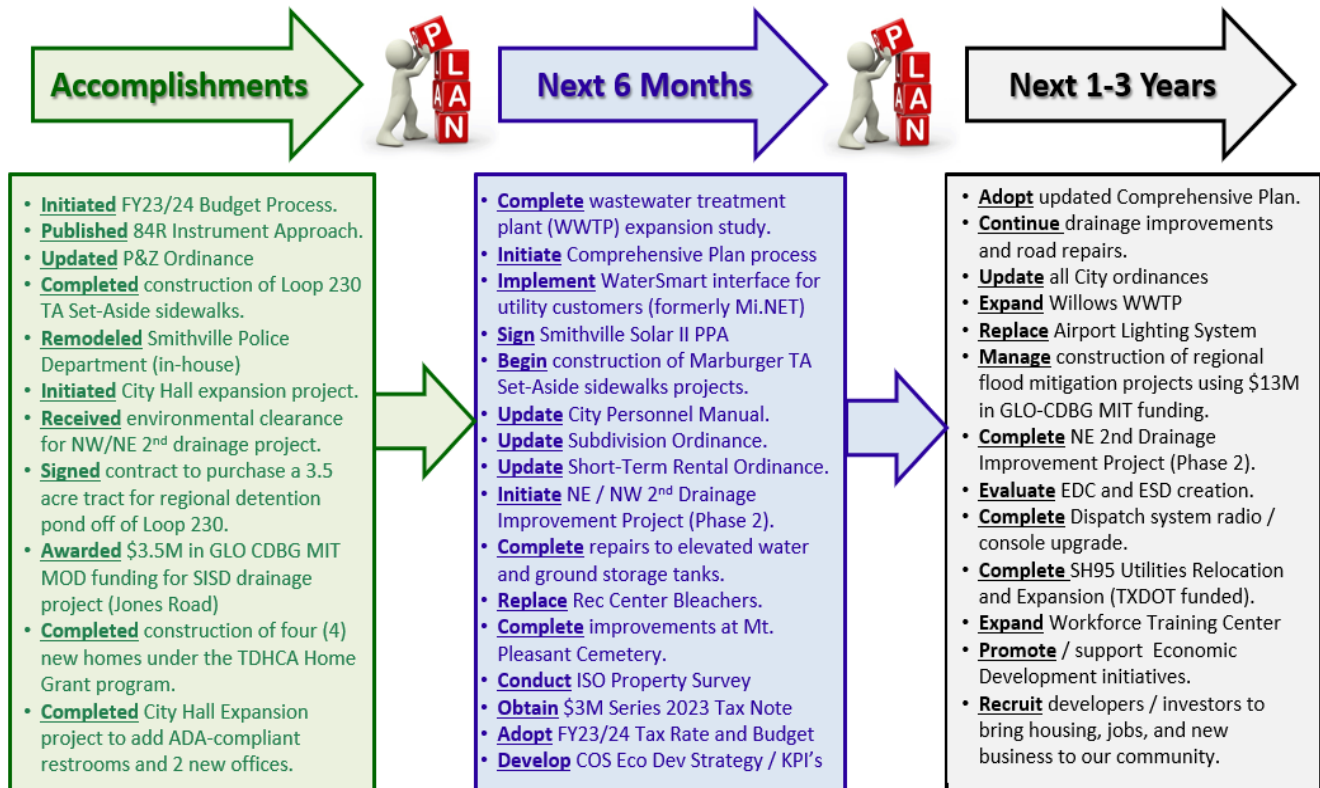 Accomplishments
P
L
A
A
N
Next 6 Months
P
L
A
A
N
Next 1-3 Years
• Initiated FY23/24 Budget Process.
• Published 84R Instrument Approach.
• Updated P&Z Ordinance
• Completed construction of Loop 230
TA Set-Aside sidewalks.
• Remodeled Smithville Police
Department (in-house)
• Initiated City Hall expansion project.
• Received environmental clearance
for NW/NE 2nd drainage project.
• Signed contract to purchase a 3.5
acre tract for regional detention
pond off of Loop 230.
• Awarded $3.5M in GLO CDBG MIT
MOD funding for SISD drainage
project (Jones Road)
• Completed construction of four (4)
new homes under the TDHCA Home
Grant program.
• Completed City Hall Expansion
project to add ADA-compliant
restrooms and 2 new offices.
• Complete wastewater treatment
plant (WWTP) expansion study.
• Initiate Comprehensive Plan process
• Implement WaterSmart interface for
utility customers (formerly Mi.NET)
• Sign Smithville Solar II PPA
• Begin construction of Marburger TA
Set-Aside sidewalks projects.
• Update City Personnel Manual.
• Update Subdivision Ordinance.
• Update Short-Term Rental Ordinance.
• Initiate NE / NW 2nd Drainage
Improvement Project (Phase 2).
• Complete repairs to elevated water
and ground storage tanks.
• Replace Rec Center Bleachers.
• Complete improvements at Mt.
Pleasant Cemetery.
• Conduct ISO Property Survey
• Obtain $3M Series 2023 Tax Note
• Adopt FY23/24 Tax Rate and Budget
• Develop COS Eco Dev Strategy / KPI's
• Adopt updated Comprehensive Plan.
• Continue drainage improvements
and road repairs.
• Update all City ordinances
• Expand Willows WWTP
• Replace Airport Lighting System
• Manage construction of regional
flood mitigation projects using $13M
in GLO-CDBG MIT funding.
• Complete NE 2nd Drainage
Improvement Project (Phase 2).
• Evaluate EDC and ESD creation.
• Complete Dispatch system radio /
console upgrade.
• Complete SH95 Utilities Relocation
and Expansion (TXDOT funded).
• Expand Workforce Training Center
• Promote / support Economic
Development initiatives.
• Recruit developers / investors to
bring housing, jobs, and new
business to our community.